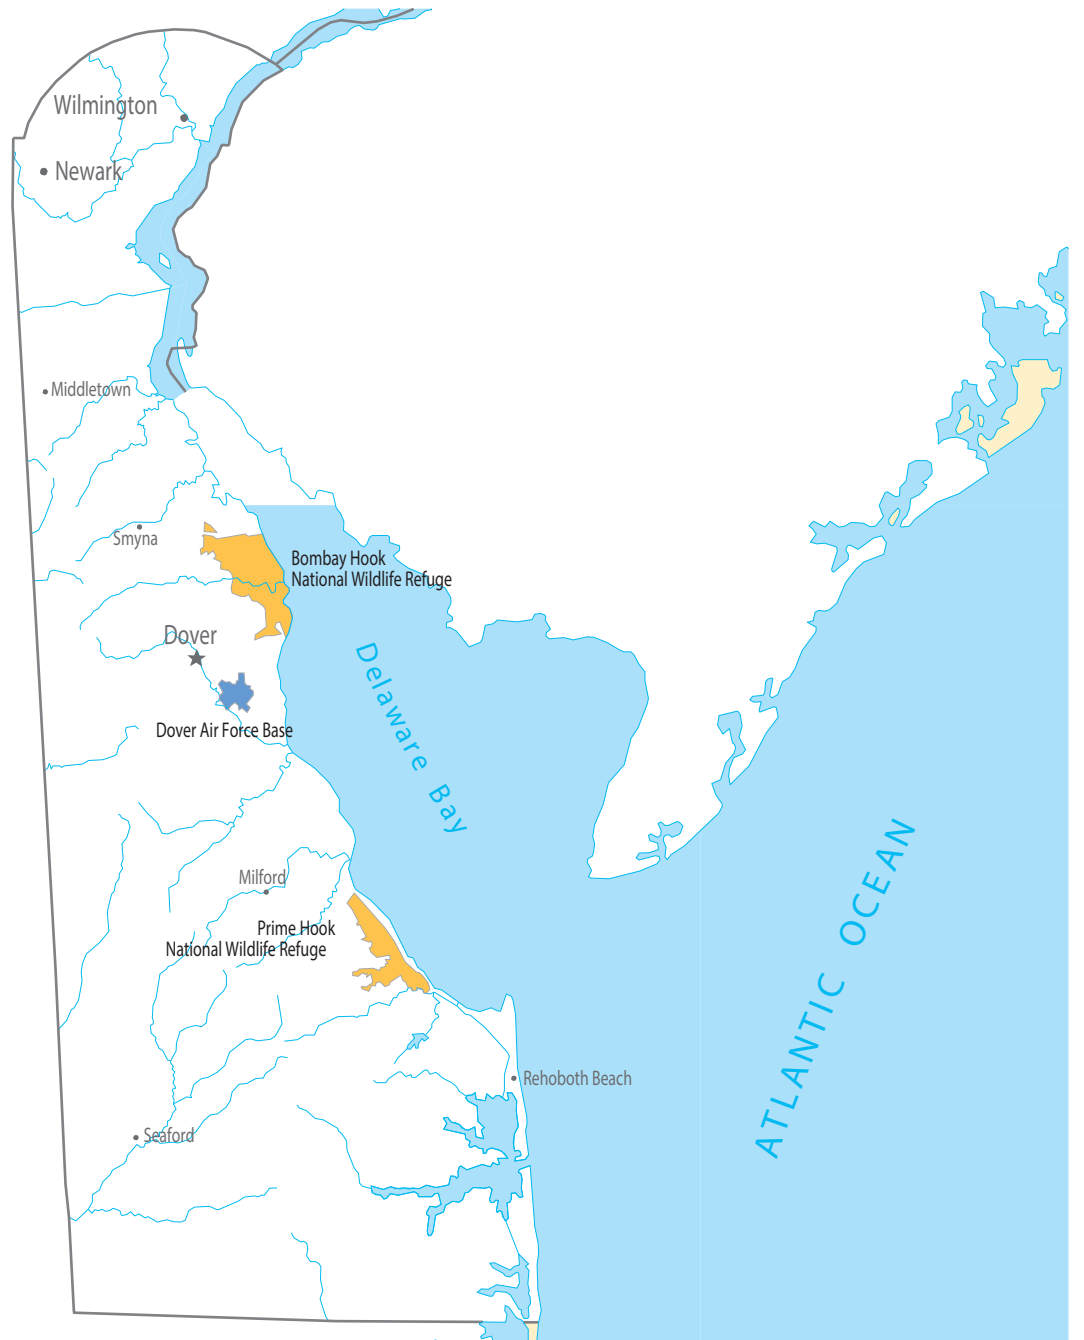 Wilmington
Newark
Middletown
Smyna
Bombay Hook
National Wildlife Refuge
Dover
Delaware Bay
Dover Air Force Base
ATLANTIC OCEAN
Milford
Prime Hook
National Wildlife Refuge
Rehoboth Beach
Seaford